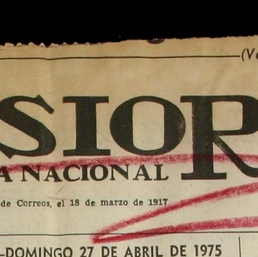 (V
SIOR
A NACIONAL
de Correos, el 18 de marzo de 1917
-DOMINGO 27 DE ABRIL DE 1975